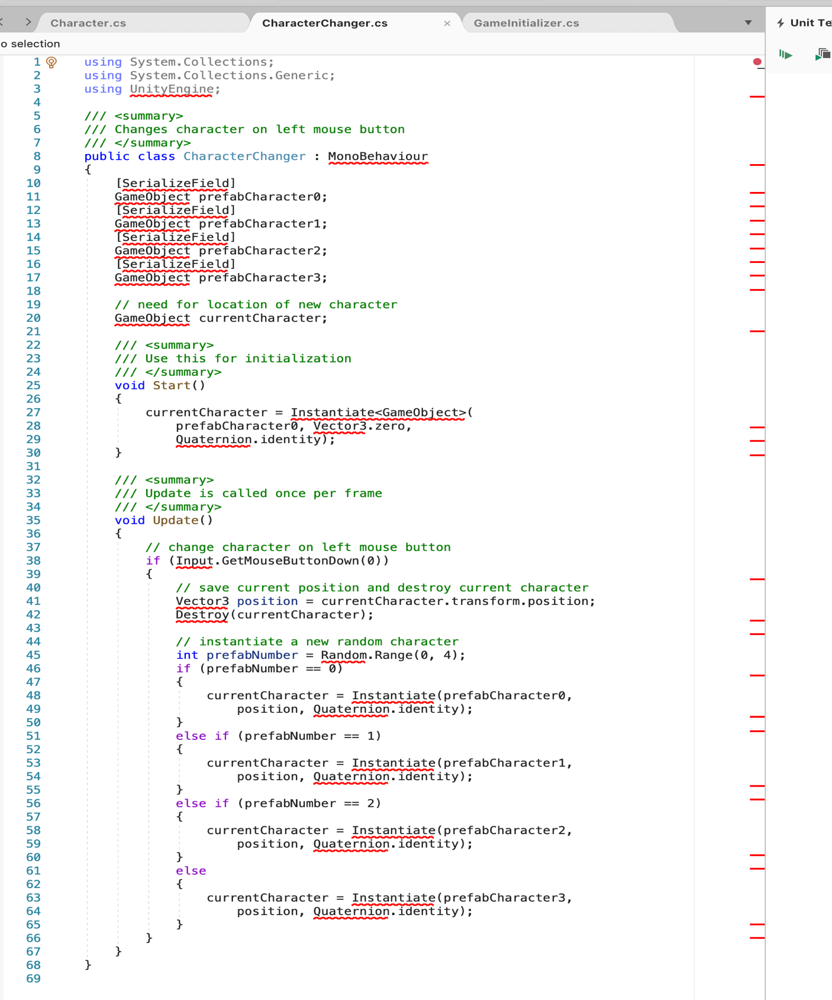 Character.cs
CharacterChanger.cs
GameInitializer.cs
Unit Te
o selection
1 using System.Collections;
2 using System.Collections.Generic;
3 using UnityEngine;
4
5 /// <summary>
6 /// Changes character on left mouse button
7 /// </summary>
8 public class CharacterChanger : MonoBehaviour
9 {
10 [SerializeField]
11 GameObject prefabCharacter0;
12 [SerializeField]
13 GameObject prefabCharacter1;
14 [SerializeField]
15 GameObject prefabCharacter2;
16 [SerializeField]
17 GameObject prefabCharacter3;
18
19 // need for location of new character
20 GameObject currentCharacter;
21
22 /// <summary>
23 /// Use this for initialization
24 /// </summary>
25 void Start()
26 {
27 currentCharacter = Instantiate<GameObject>(
28 prefabCharacter0, Vector3.zero,
29 Quaternion.identity);
30 }
31
32 /// <summary>
33 /// Update is called once per frame
34 /// </summary>
35 void Update()
36 {
37 // change character on left mouse button
38 if (Input.GetMouseButtonDown(0))
39 {
40 // save current position and destroy current character
41 Vector3 position = currentCharacter.transform.position;
42 Destroy(currentCharacter);
43
44 // instantiate a new random character
45 int prefabNumber = Random.Range(0, 4);
46 if (prefabNumber == 0)
47 {
48 currentCharacter = Instantiate(prefabCharacter0,
49 position, Quaternion.identity);
50 }
51 else if (prefabNumber == 1)
52 {
53 currentCharacter = Instantiate(prefabCharacter1,
54 position, Quaternion.identity);
55 }
56 else if (prefabNumber == 2)
57 {
58 currentCharacter = Instantiate(prefabCharacter2,
59 position, Quaternion.identity);
60 }
61 else
62 {
63 currentCharacter = Instantiate(prefabCharacter3,
64 position, Quaternion.identity);
65 }
66 }
67 }
68 }
69